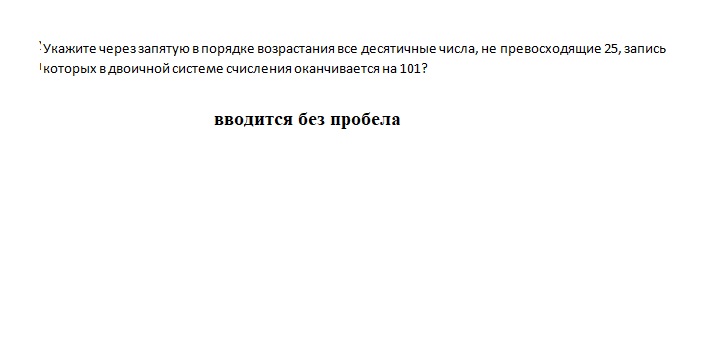 Укажите через запятую в порядке возрастания все десятичные числа, не превосходящие 25, запись
которых в двоичной системе счисления оканчивается на 101?
вводится без пробела